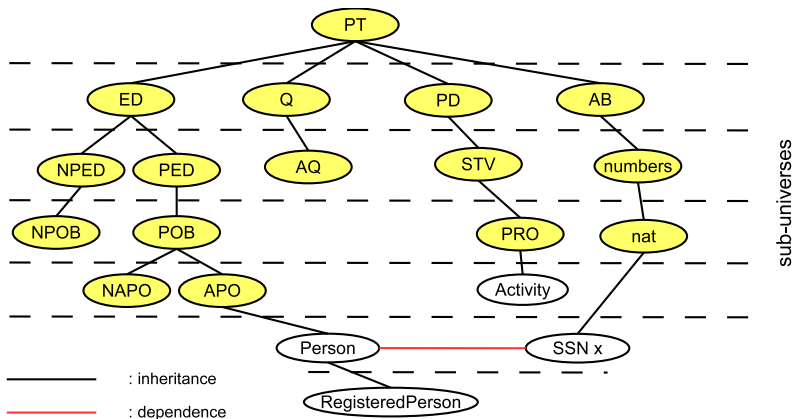 PT
ED
Q
PD
AB
NPED
PED
AQ
STV
numbers
NPOB
POB
PRO
nat
NAPO
APO
Activity
Person
SSN x
RegisteredPerson
: inheritance
: dependence
sub-universes